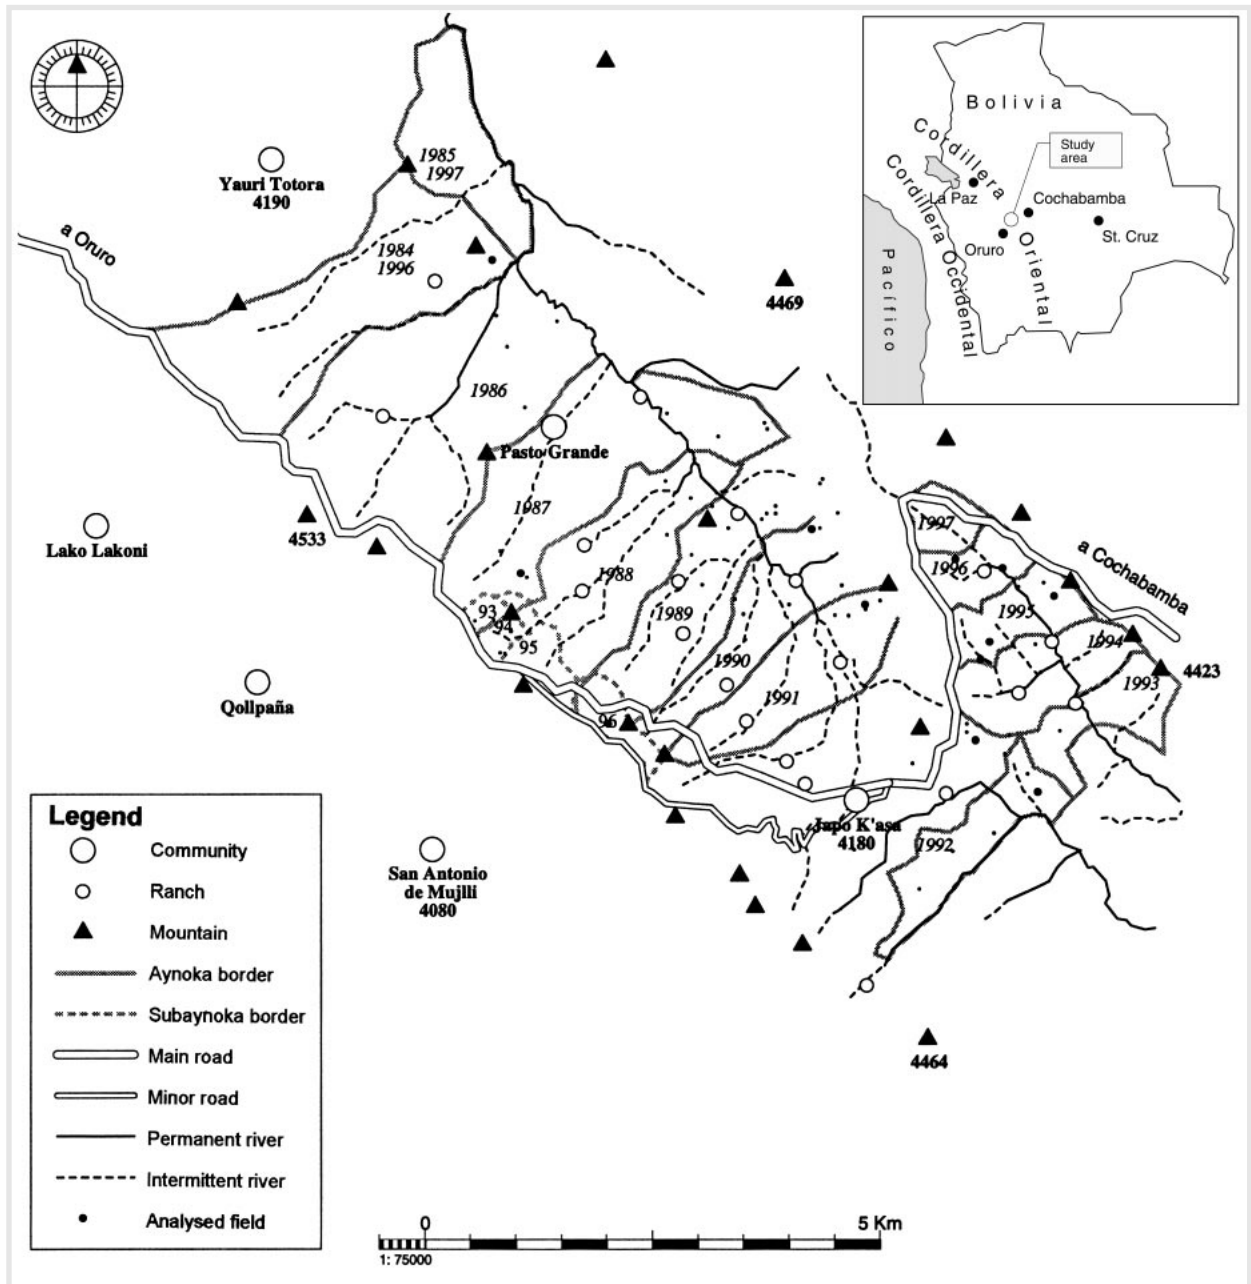 Bolivia
Cordillera
Oriental
Cordillera Occidental
Study
area
La Paz
Cochabamba
Oruro
St. Cruz
Pacífico
1985
1997
Yauri Totora
4190
a Oruro
1984
1996
4469
1986
Pasto Grande
1987
4533
Lako Lakoni
1988
1997
1996
a Cochabamba
1995
1989
93
94
95
1994
1993
4423
1990
1991
Qollpaña
96
Japo K'asa
4180
1992
San Antonio
de Mujlli
4080
4464
Legend
Community
Ranch
Mountain
Aynoka border
Subaynoka border
Main road
Minor road
Permanent river
Intermittent river
Analysed field
0 5 Km
1: 75000